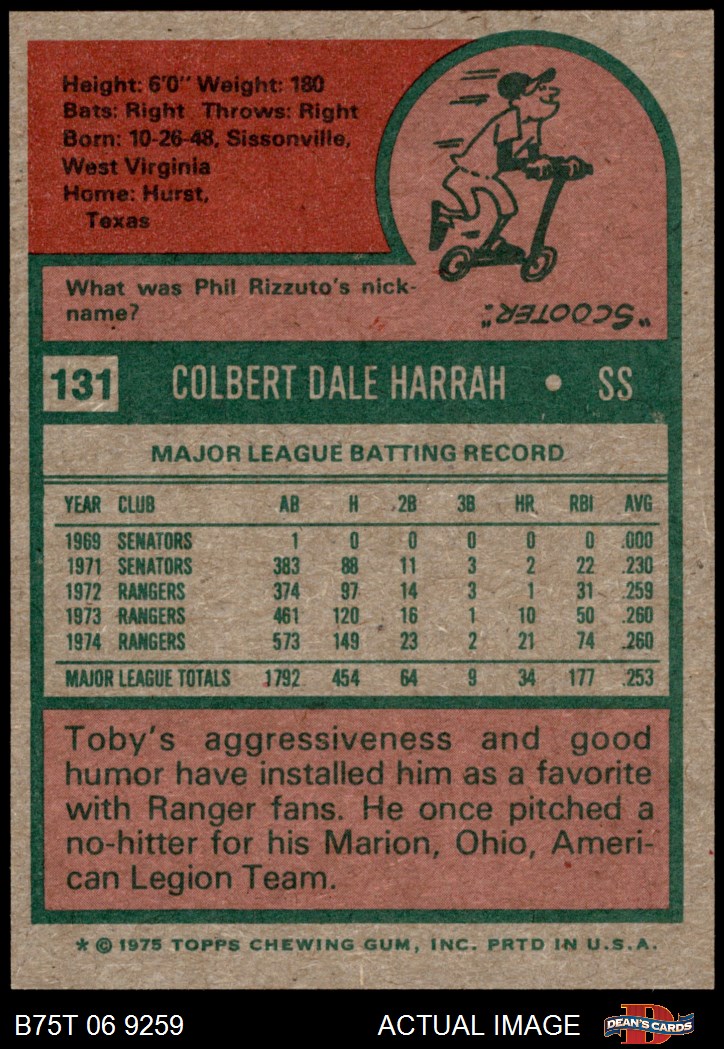 Height: 6'0" Weight: 180
Bats: Right Throws: Right
Born: 10-26-48, Sissonville,
West Virginia
Home: Hurst,
Texas
What was Phil Rizzuto's nick-
name?
"SCOOTER"
131 COLBERT DALE HARRAH • SS
MAJOR LEAGUE BATTING RECORD
YEAR CLUB AB H 2B 3B HR RBI AVG
1969 SENATORS 1 0 0 0 0 0 .000
1971 SENATORS 383 88 11 3 2 22 .230
1972 RANGERS 374 97 14 3 1 31 .259
1973 RANGERS 461 120 16 1 10 50 .260
1974 RANGERS 573 149 23 2 21 74 .260
MAJOR LEAGUE TOTALS 1792 454 64 9 34 177 .253
Toby's aggressiveness and good
humor have installed him as a favorite
with Ranger fans. He once pitched a
no-hitter for his Marion, Ohio, Ameri-
can Legion Team.
* © 1975 TOPPS CHEWING GUM, INC. PRTD IN U.S.A.
B75T 06 9259 ACTUAL IMAGE D DEAN'S CARDS